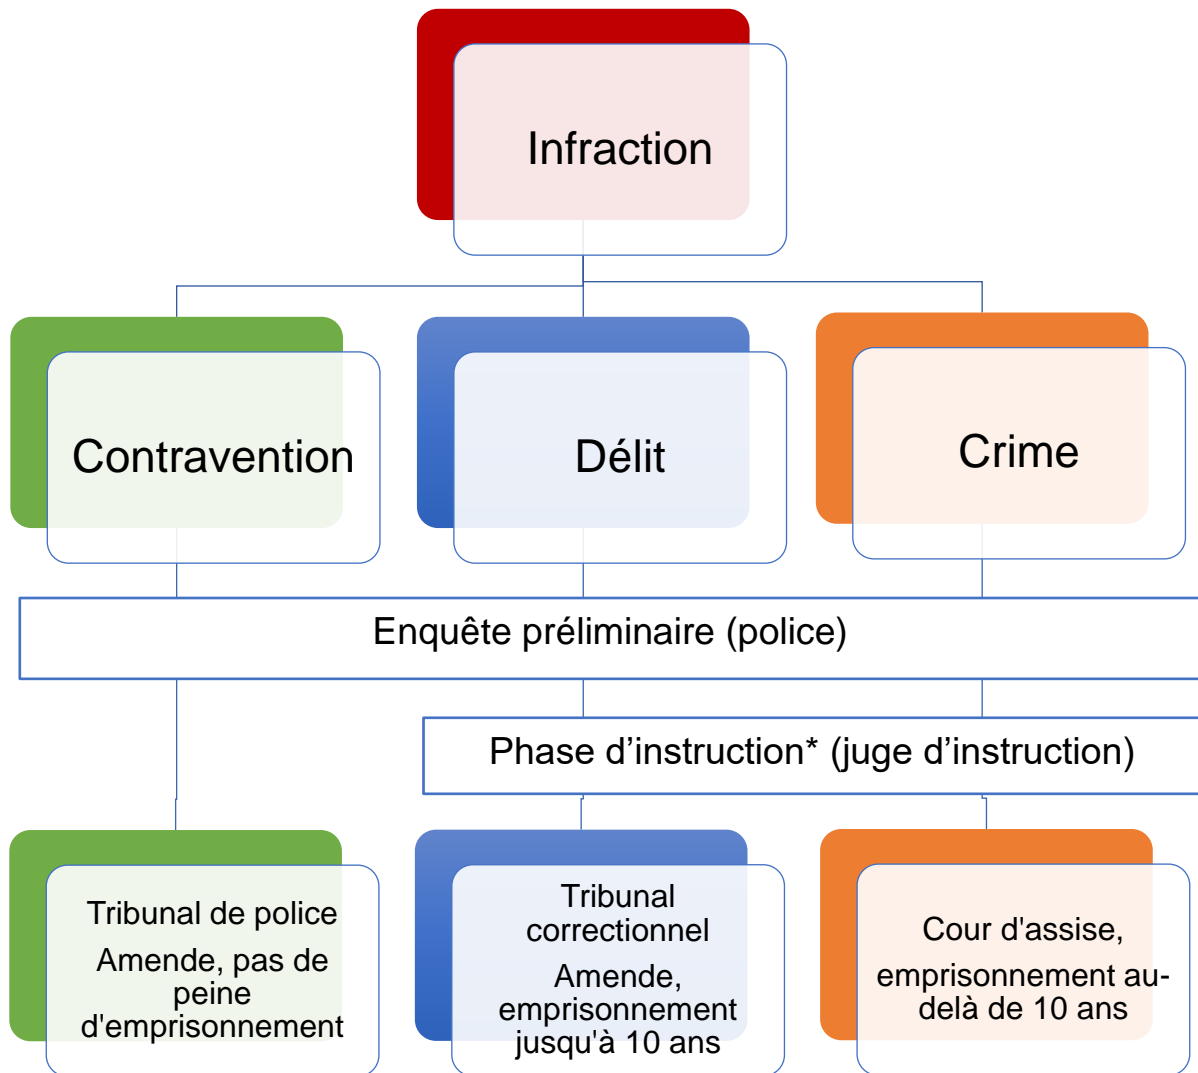 Infraction
Contravention
Délit
Crime
Enquête préliminaire (police)
Phase d’instruction* (juge d’instruction)
Tribunal de police
Amende, pas de
peine
d'emprisonnement
Tribunal
correctionnel
Amende,
emprisonnement
jusqu'à 10 ans
Cour d'assise,
emprisonnement au-
delà de 10 ans